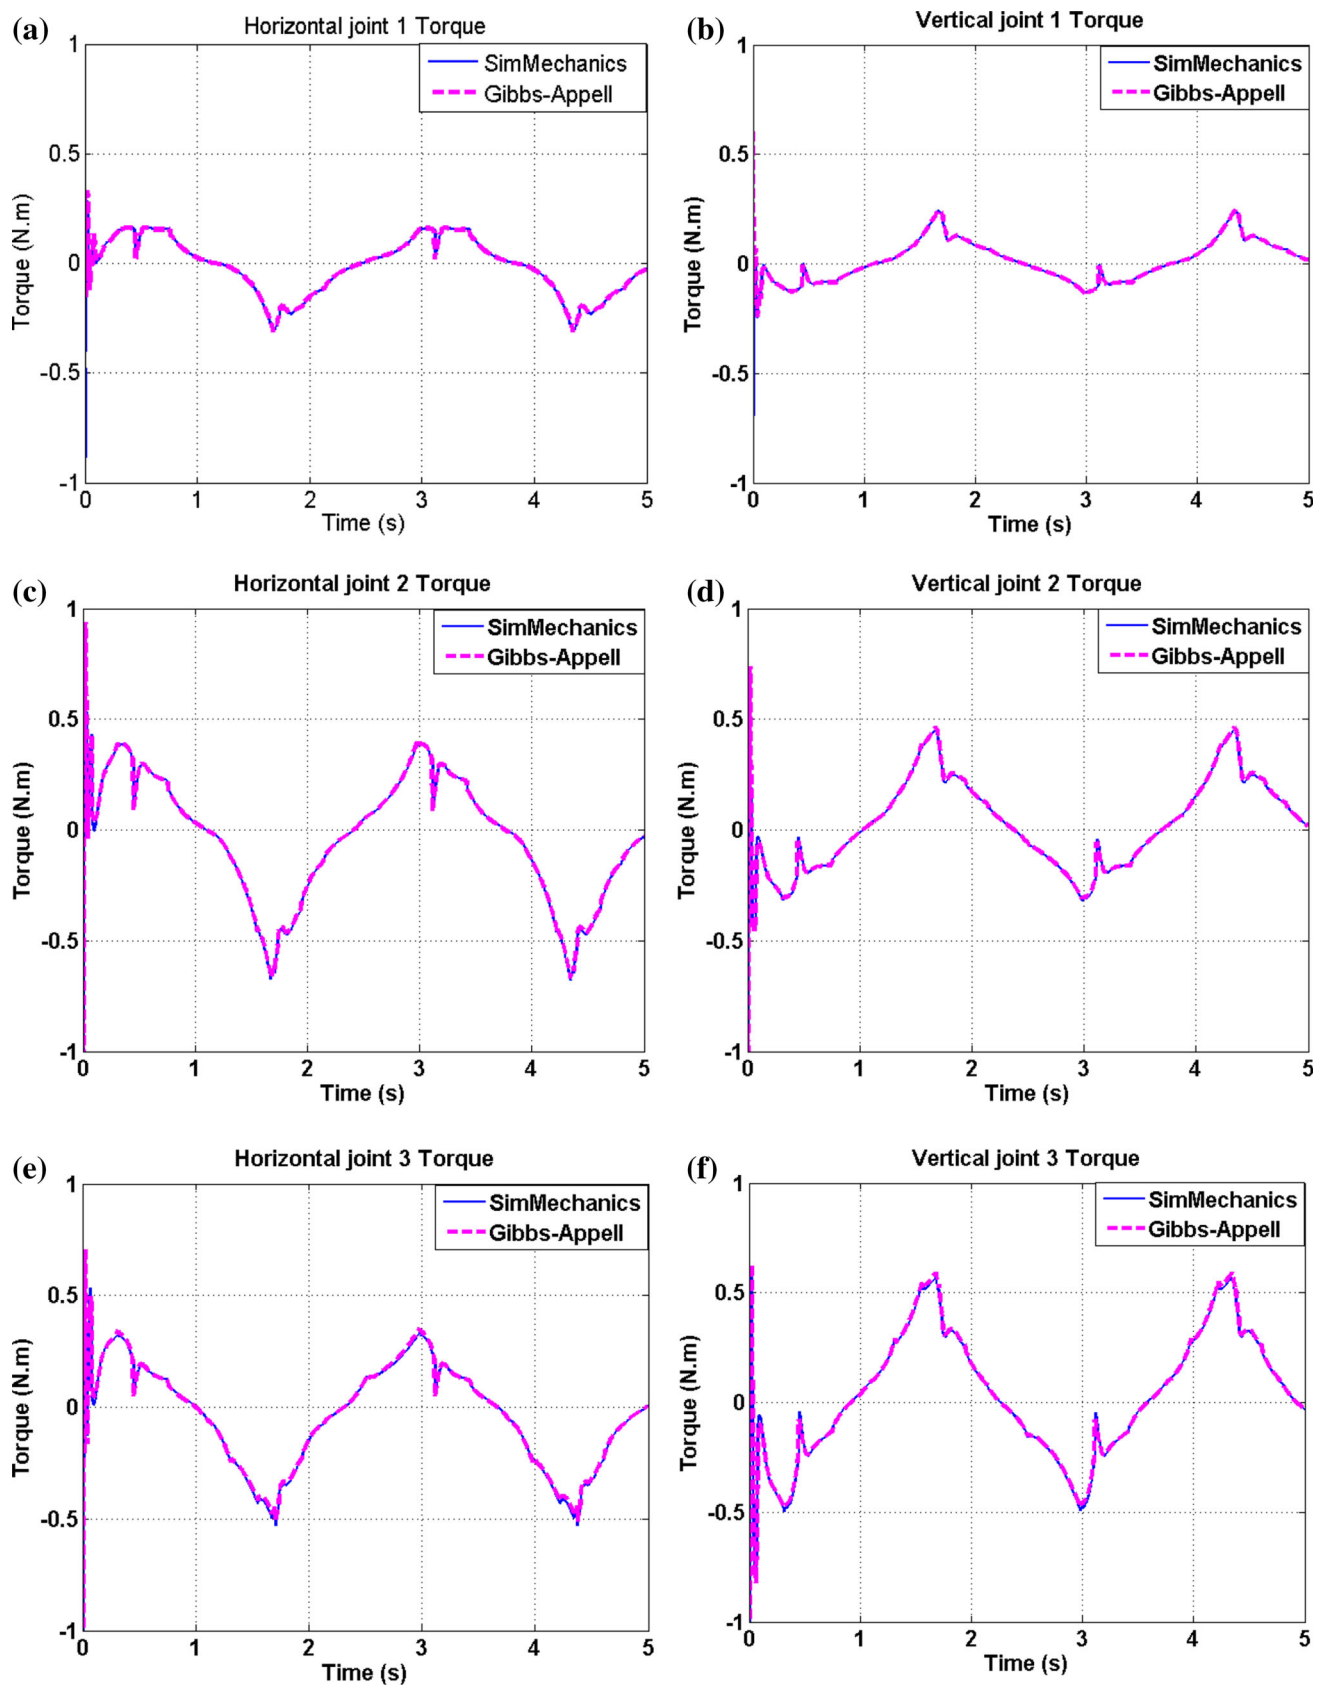 (a)
Horizontal joint 1 Torque
SimMechanics
Gibbs-Appell
1
0.5
0
-0.5
-1
Torque (N.m)
0 1 2 3 4 5
Time (s)
(b)
Vertical joint 1 Torque
SimMechanics
Gibbs-Appell
1
0.5
0
-0.5
-1
Torque (N.m)
0 1 2 3 4 5
Time (s)
(c)
Horizontal joint 2 Torque
SimMechanics
Gibbs-Appell
1
0.5
0
-0.5
-1
Torque (N.m)
0 1 2 3 4 5
Time (s)
(d)
Vertical joint 2 Torque
SimMechanics
Gibbs-Appell
1
0.5
0
-0.5
-1
Torque (N.m)
0 1 2 3 4 5
Time (s)
(e)
Horizontal joint 3 Torque
SimMechanics
Gibbs-Appell
1
0.5
0
-0.5
-1
Torque (N.m)
0 1 2 3 4 5
Time (s)
(f)
Vertical joint 3 Torque
SimMechanics
Gibbs-Appell
1
0.5
0
-0.5
-1
Torque (N.m)
0 1 2 3 4 5
Time (s)